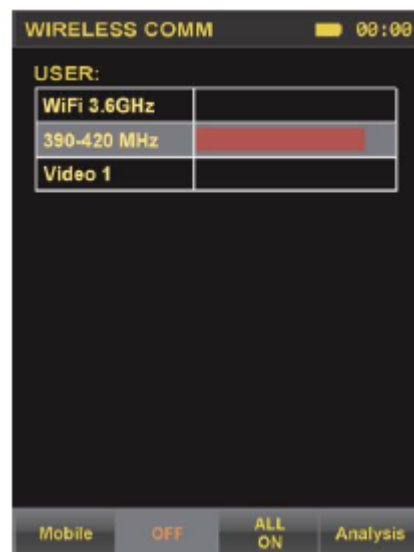 WIRELESS COMM 00:00
USER:
WiFi 3.6GHz
390-420 MHz
Video 1
Mobile OFF ALL ON Analysis